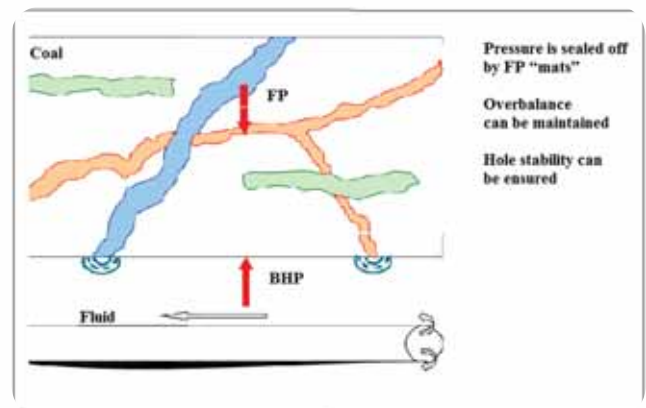 Coal
FP
BHP
Fluid
Pressure is sealed off
by FP “mats”
Overbalance
can be maintained
Hole stability can
be ensured